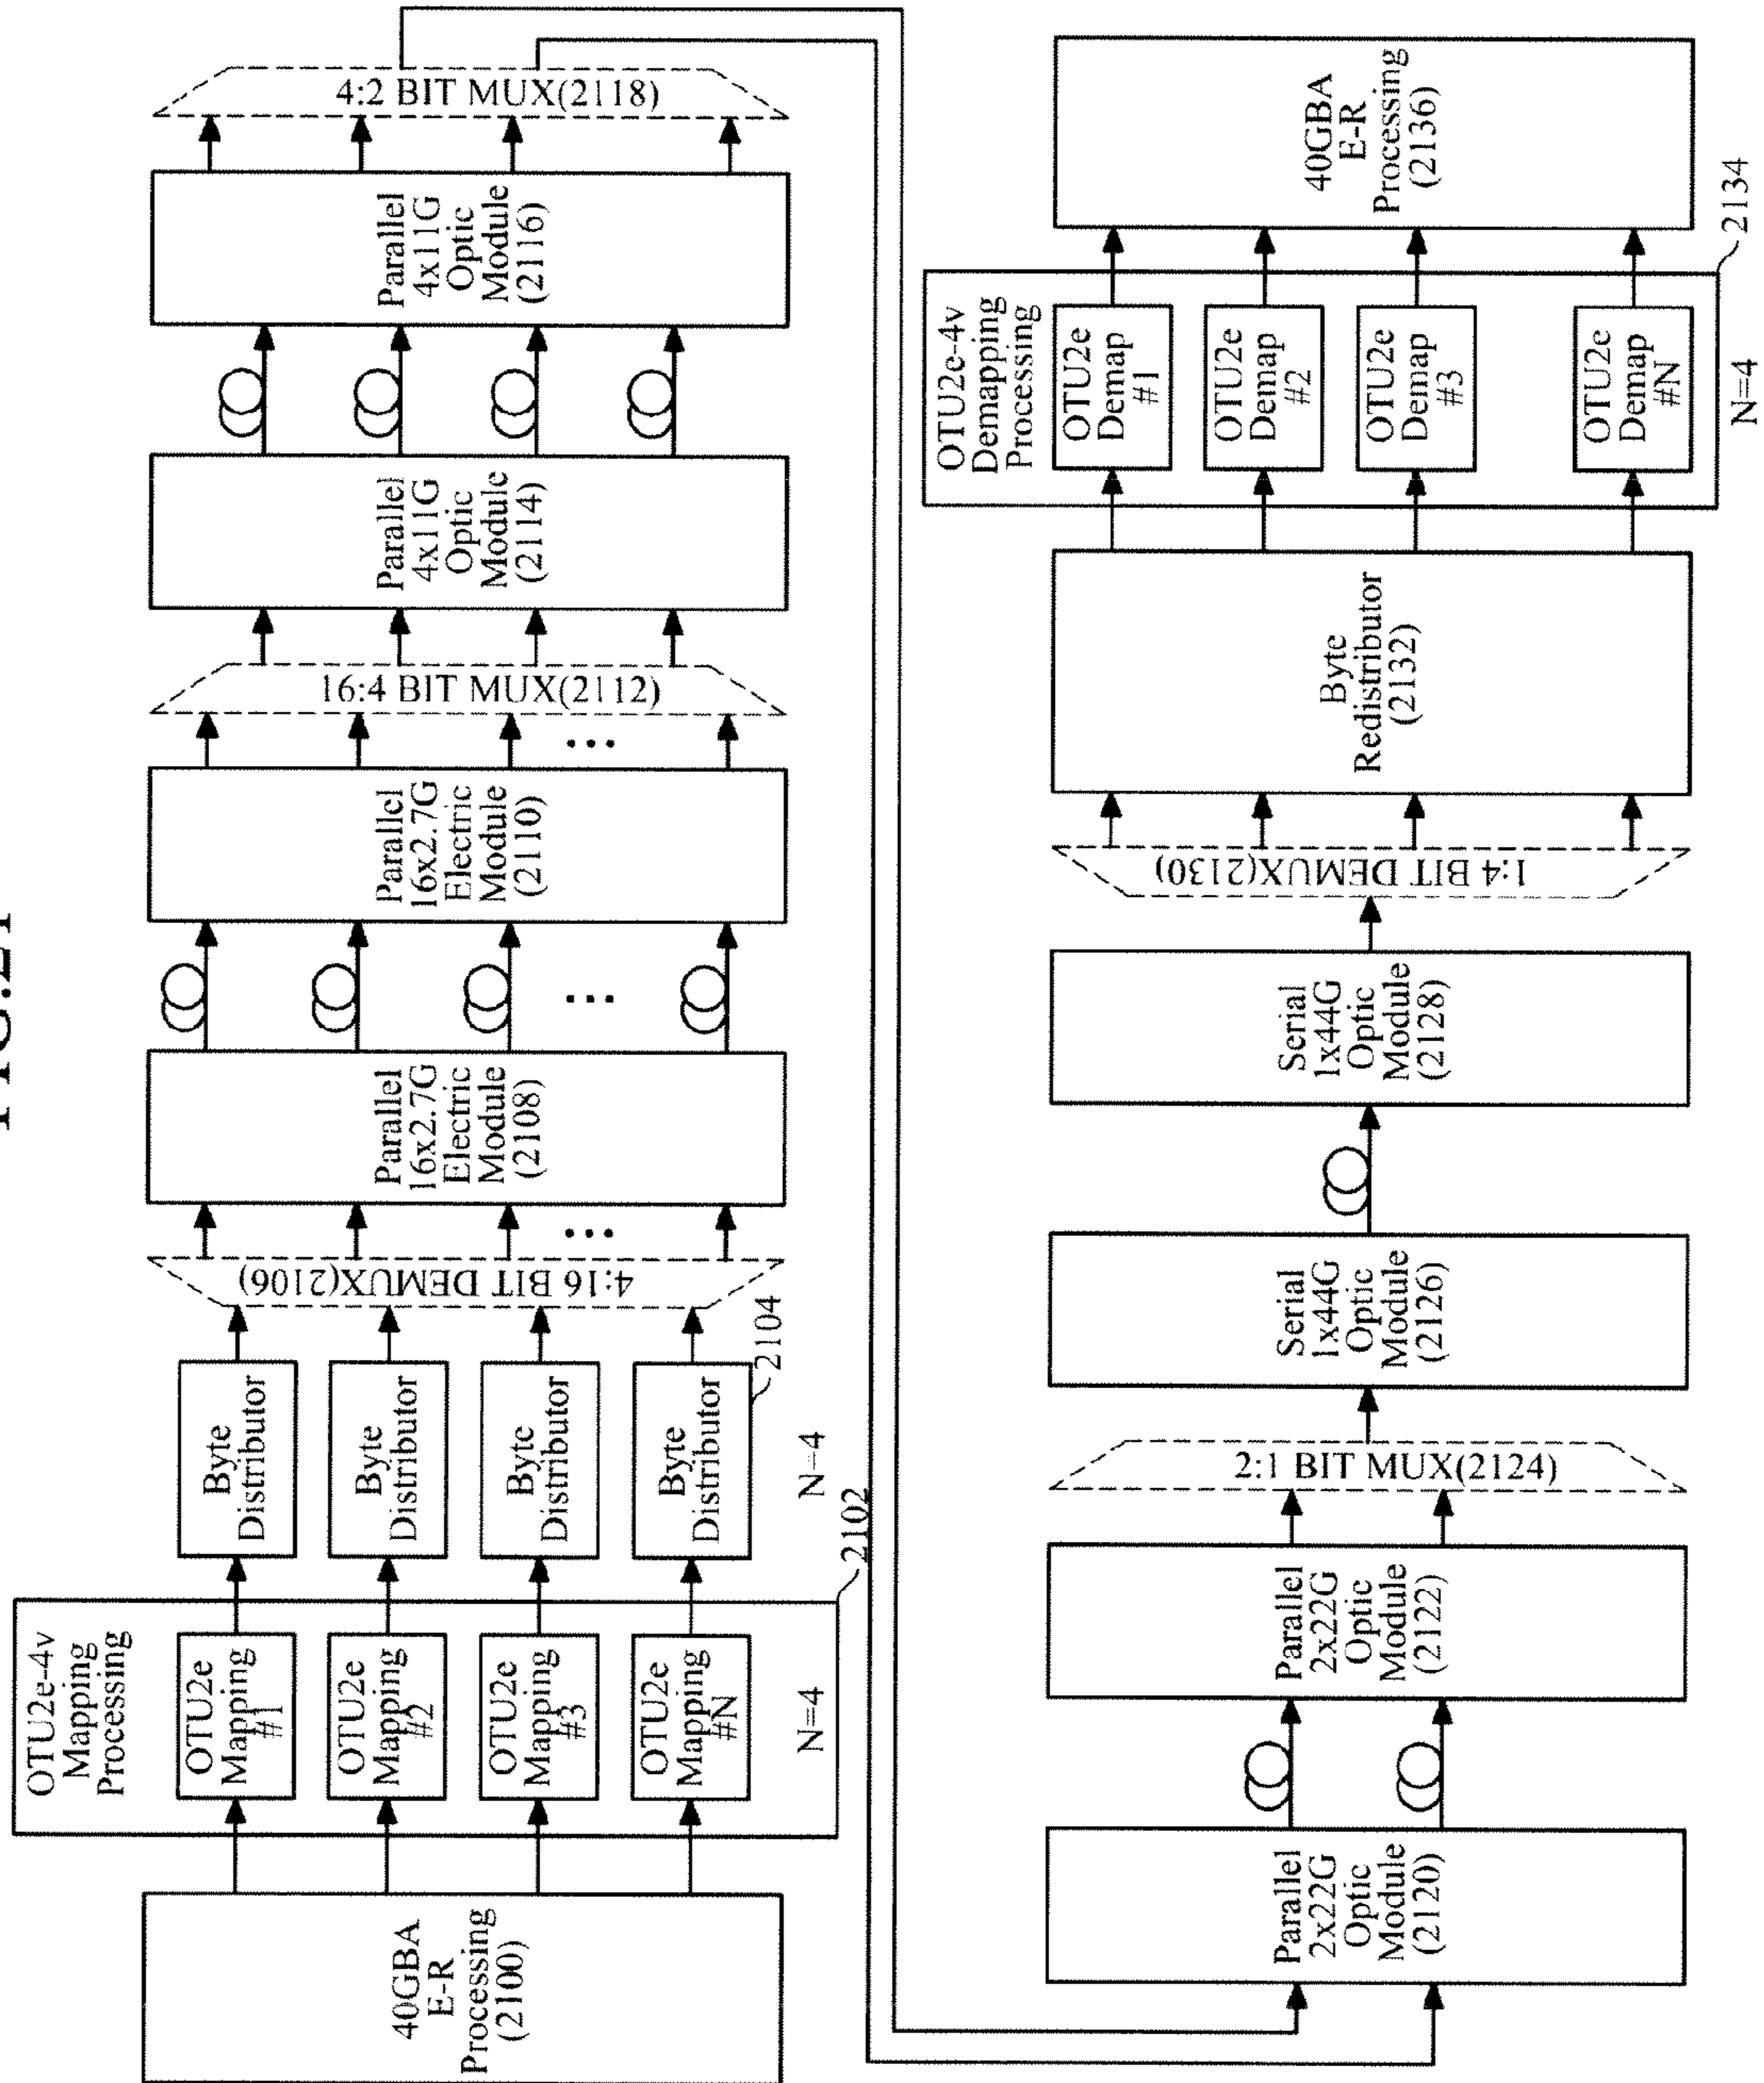 40GBA
E-R
Processing
(2100)
OTU2e-4v
Mapping
Processing
OTU2e
Mapping
#1
OTU2e
Mapping
#2
OTU2e
Mapping
#3
OTU2e
Mapping
#N
N=4
2102
Byte
Distributor
Byte
Distributor
Byte
Distributor
Byte
Distributor
2104
N=4
4:16 BIT DEMUX(2106)
...
Parallel
16x2.7G
Electric
Module
(2108)
...
Parallel
16x2.7G
Electric
Module
(2110)
...
16:4 BIT MUX(2112)
Parallel
4x11G
Optic
Module
(2114)
Parallel
4x11G
Optic
Module
(2116)
4:2 BIT MUX(2118)
Parallel
2x22G
Optic
Module
(2120)
Parallel
2x22G
Optic
Module
(2122)
2:1 BIT MUX(2124)
Serial
1x44G
Optic
Module
(2126)
Serial
1x44G
Optic
Module
(2128)
1:4 BIT DEMUX(2130)
Byte
Redistributor
(2132)
OTU2e-4v
Demapping
Processing
OTU2e
Demap
#1
OTU2e
Demap
#2
OTU2e
Demap
#3
OTU2e
Demap
#N
N=4
2134
40GBA
E-R
Processing
(2136)